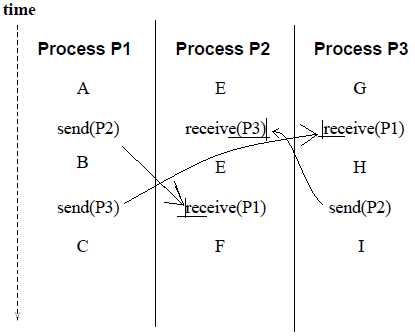 time
Process P1 Process P2 Process P3
A E G
send(P2) receive(P3) receive(P1)
B E H
send(P3) receive(P1) send(P2)
C F I